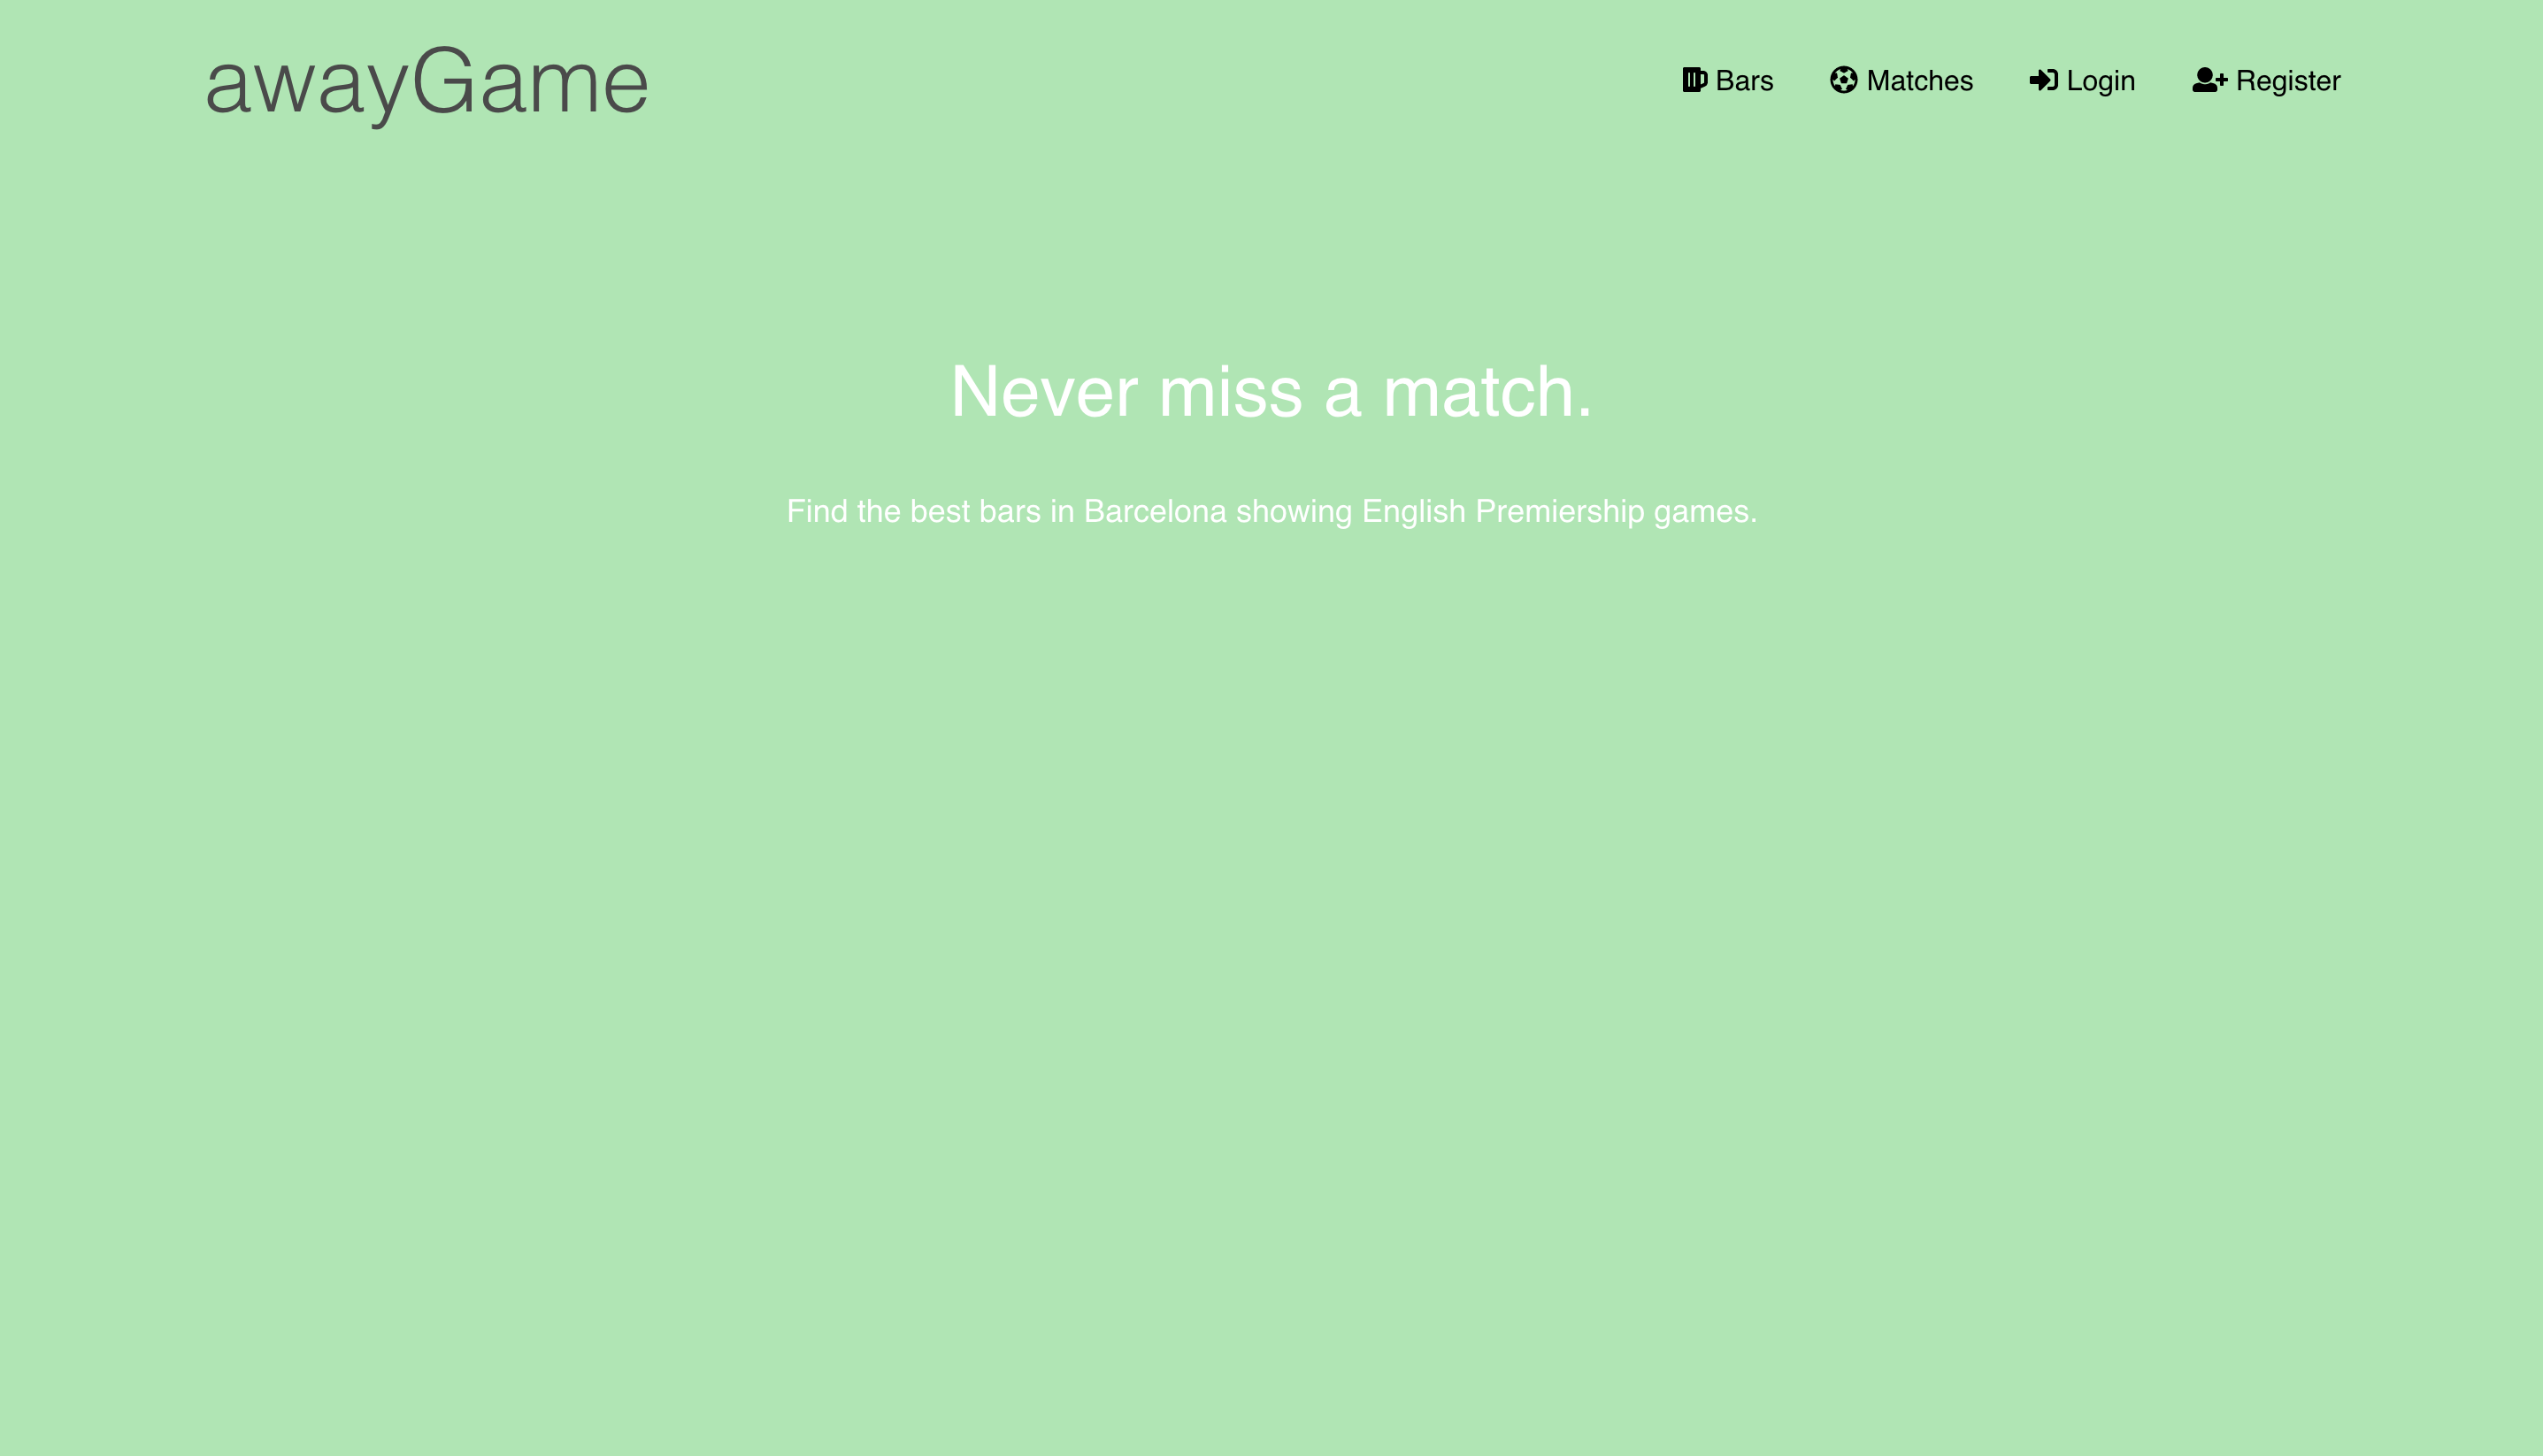 awayGame
Bars Matches Login Register
Never miss a match.
Find the best bars in Barcelona showing English Premiership games.